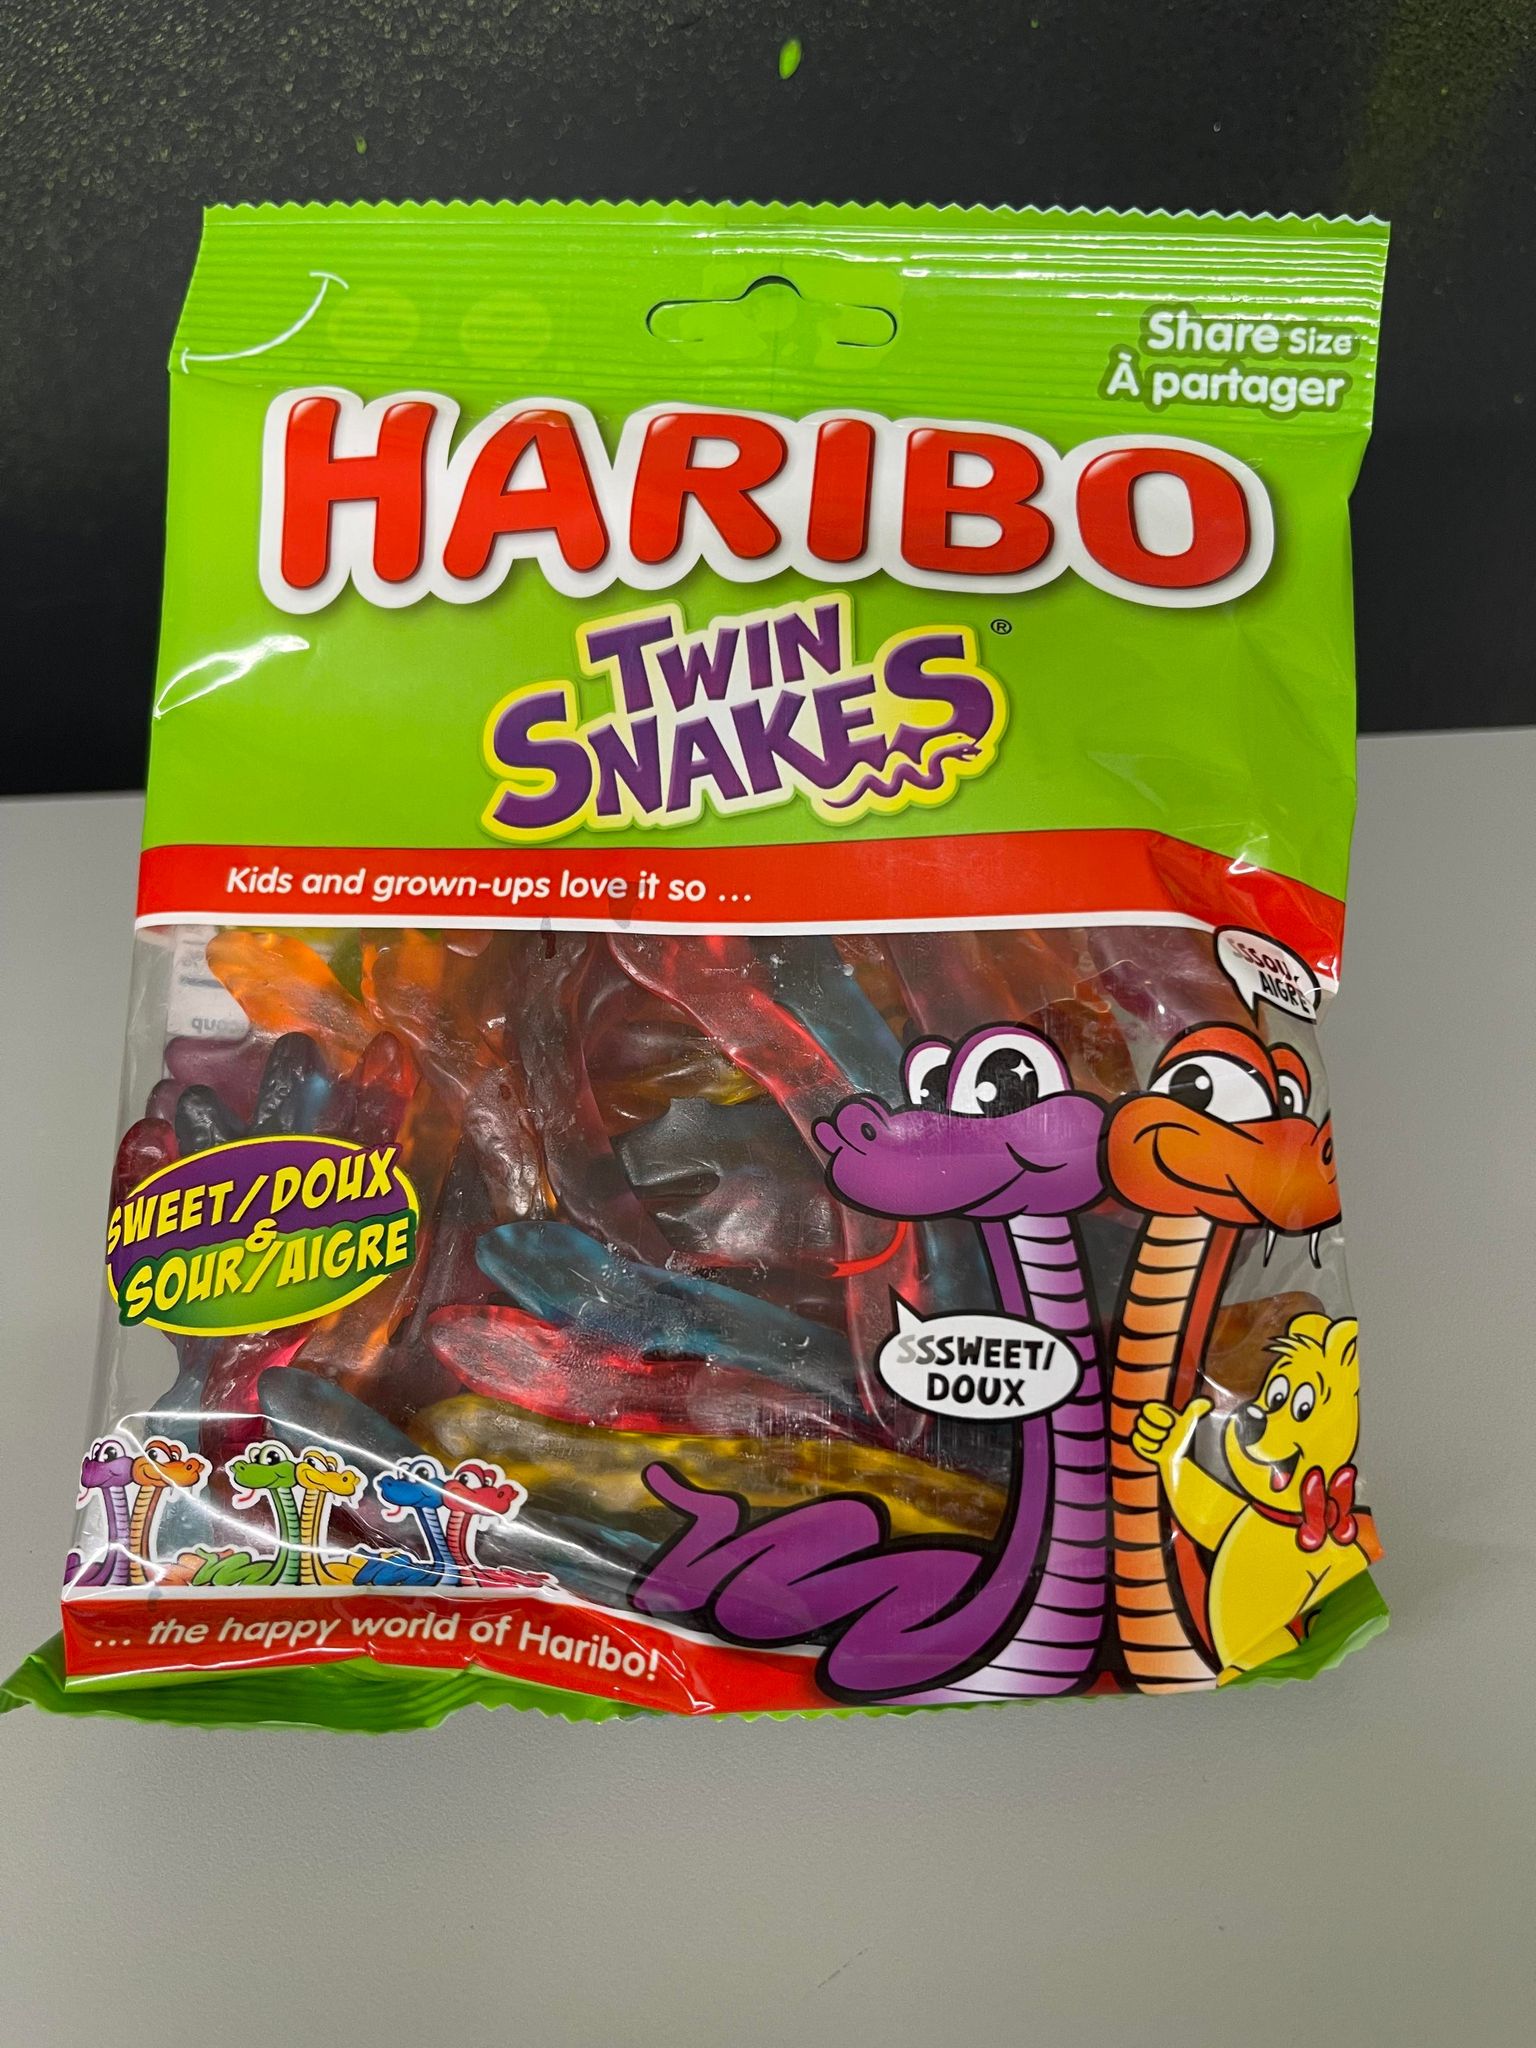 Share Size
À partager
HARIBO
TWIN
SNAKES®
Kids and grown-ups love it so ...
AIGRE
SWEET/DOUX
&
SOUR/AIGRE
SSSWEET/
DOUX
... the happy world of Haribo!